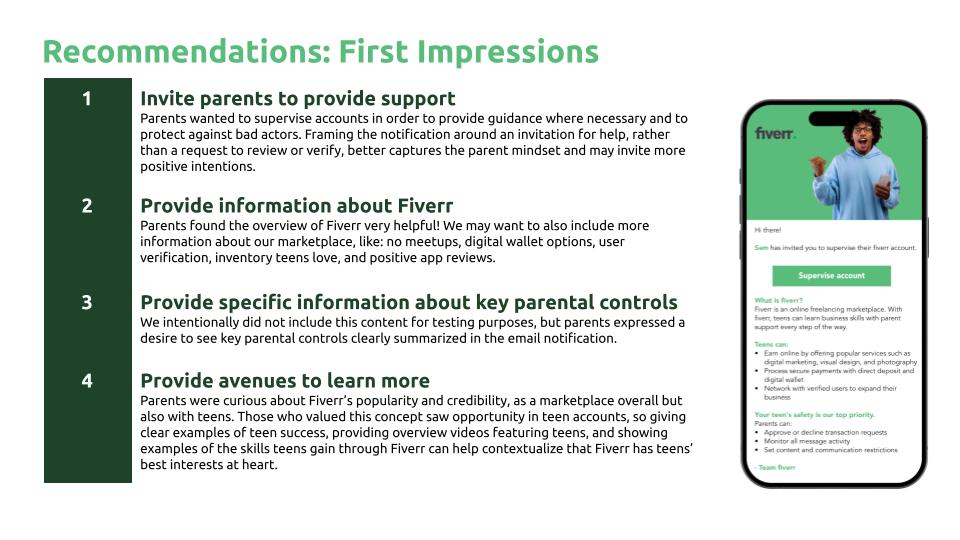 Recommendations: First Impressions
1
Invite parents to provide support
Parents wanted to supervise accounts in order to provide guidance where necessary and to
protect against bad actors. Framing the notification around an invitation for help, rather
than a request to review or verify, better captures the parent mindset and may invite more
positive intentions.
2
Provide information about Fiverr
Parents found the overview of Fiverr very helpful! We may want to also include more
information about our marketplace, like: no meetups, digital wallet options, user
verification, inventory teens love, and positive app reviews.
3
Provide specific information about key parental controls
We intentionally did not include this content for testing purposes, but parents expressed a
desire to see key parental controls clearly summarized in the email notification.
4
Provide avenues to learn more
Parents were curious about Fiverr’s popularity and credibility, as a marketplace overall but
also with teens. Those who valued this concept saw opportunity in teen accounts, so giving
clear examples of teen success, providing overview videos featuring teens, and showing
examples of the skills teens gain through Fiverr can help contextualize that Fiverr has teens’
best interests at heart.
fiverr.
Hi there!
Sam has invited you to supervise their fiverr account.
Supervise account
What is fiverr?
Fiverr is an online freelancing marketplace. With
fiverr, teens can learn business skills with parent
support every step of the way.
Teens can:
• Earn online by offering popular services such as
digital marketing, visual design, and photography
• Process secure payments with direct deposit and
digital wallet
• Network with verified users to expand their
business
Your teen's safety is our top priority.
Parents can:
• Approve or decline transaction requests
• Monitor all message activity
• Set content and communication restrictions
- Team fiverr